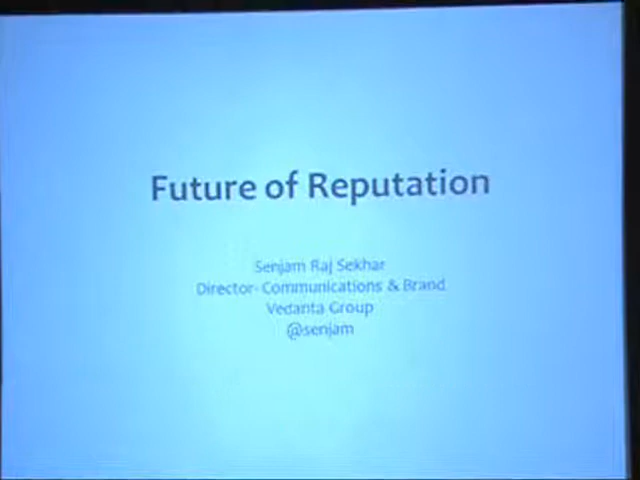 Future of Reputation
Senjam Raj Sekhar
Director- Communications & Brand
Vedanta Group
@senjam